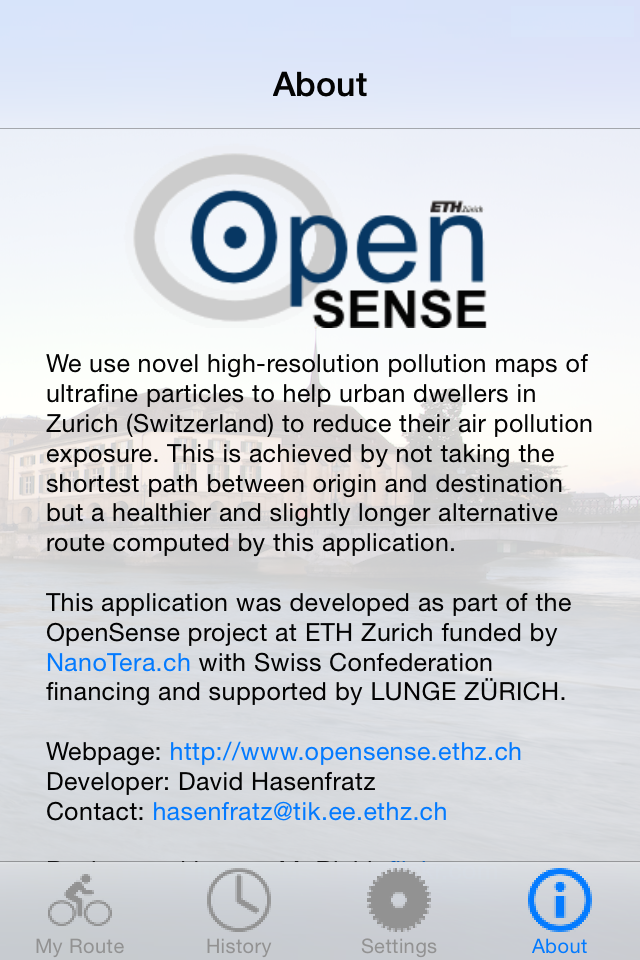 About
Open
ETH Zürich
SENSE
We use novel high-resolution pollution maps of
ultrafine particles to help urban dwellers in
Zurich (Switzerland) to reduce their air pollution
exposure. This is achieved by not taking the
shortest path between origin and destination
but a healthier and slightly longer alternative
route computed by this application.
This application was developed as part of the
OpenSense project at ETH Zurich funded by
NanoTera.ch with Swiss Confederation
financing and supported by LUNGE ZÜRICH.
Webpage: http://www.opensense.ethz.ch
Developer: David Hasenfratz
Contact: hasenfratz@tik.ee.ethz.ch
My Route
History
Settings
About